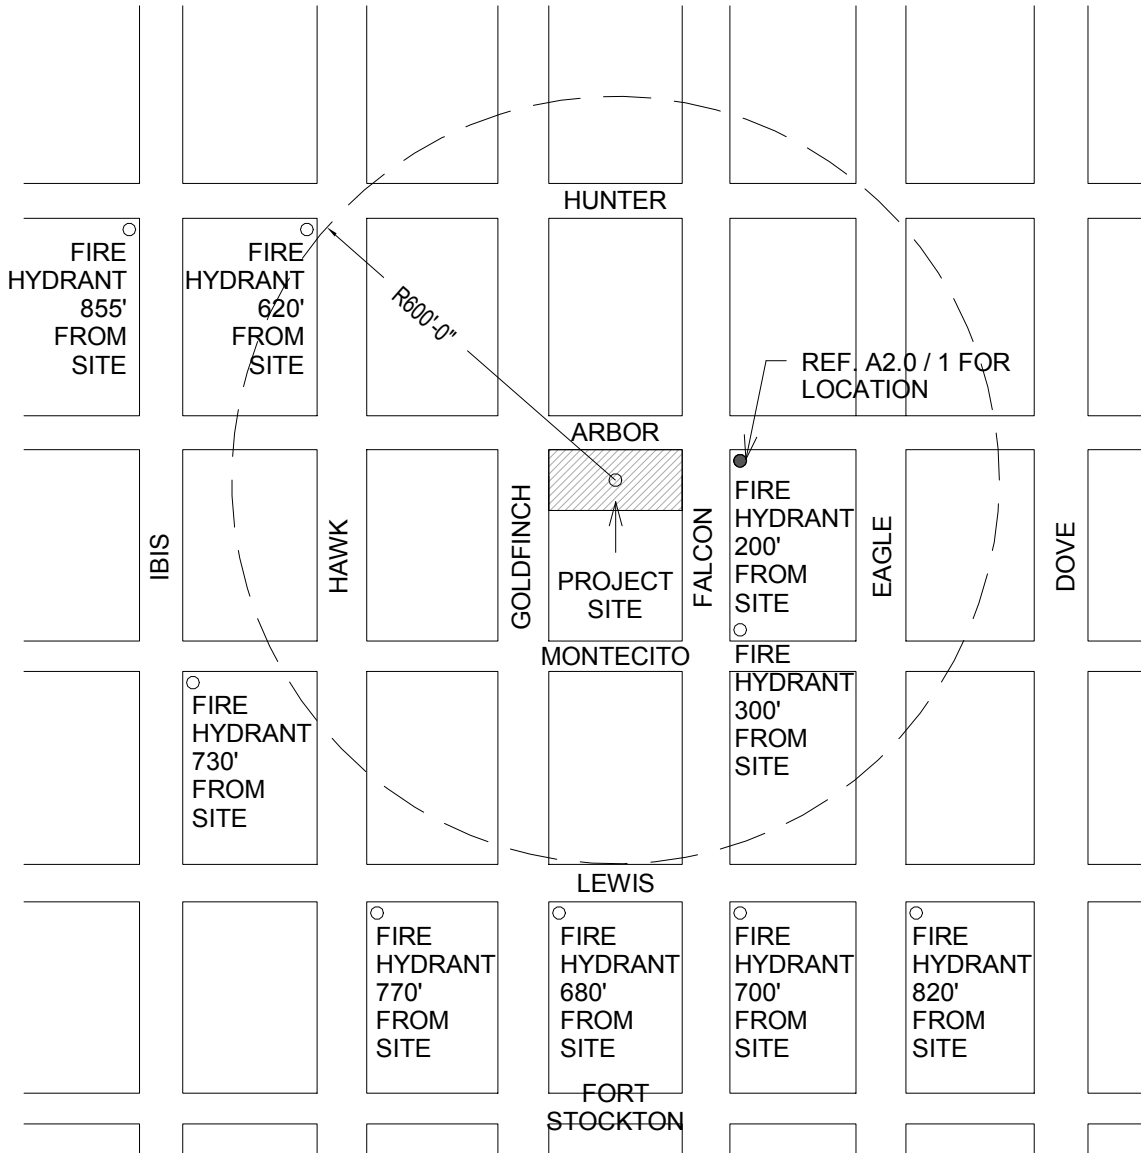 HUNTER
FIRE
HYDRANT
855'
FROM
SITE
FIRE
HYDRANT
620'
FROM
SITE
R600'-0"
REF. A2.0 / 1 FOR
LOCATION
ARBOR
IBIS
HAWK
GOLDFINCH
PROJECT
SITE
FALCON
FIRE
HYDRANT
200'
FROM
SITE
EAGLE
DOVE
MONTECITO
FIRE
HYDRANT
300'
FROM
SITE
FIRE
HYDRANT
730'
FROM
SITE
LEWIS
FIRE
HYDRANT
770'
FROM
SITE
FIRE
HYDRANT
680'
FROM
SITE
FIRE
HYDRANT
700'
FROM
SITE
FIRE
HYDRANT
820'
FROM
SITE
FORT
STOCKTON